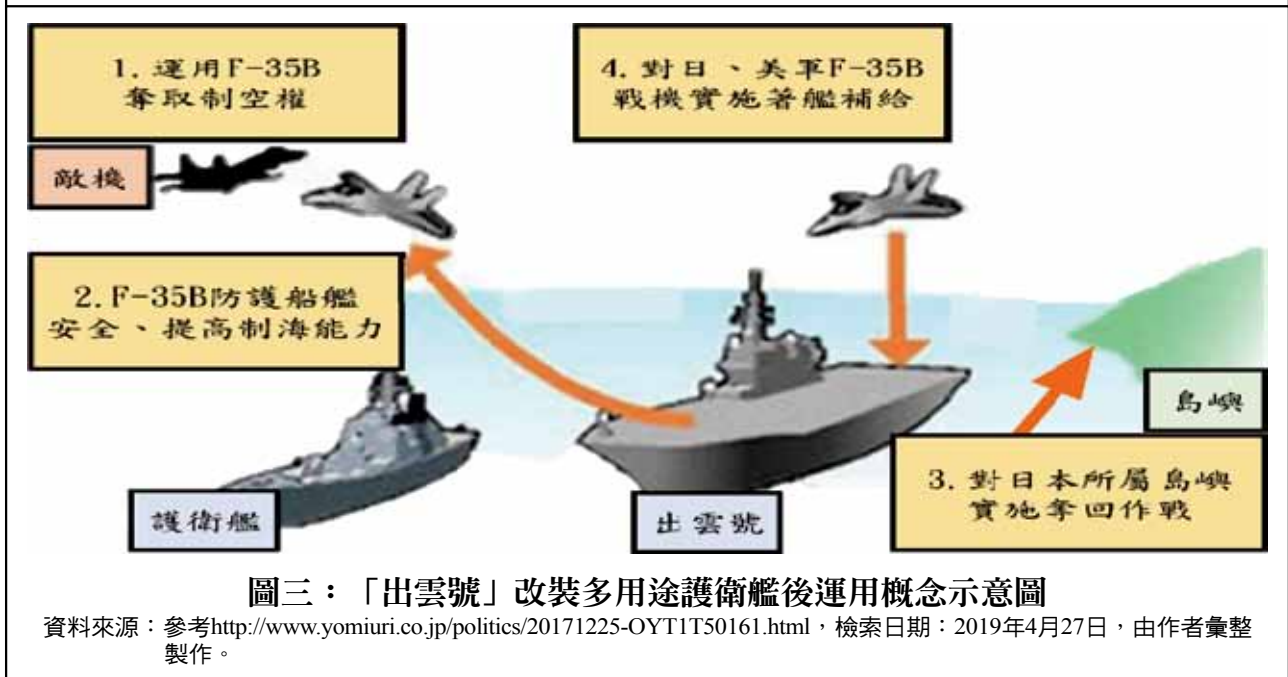 1. 運用F-35B
奪取制空權
4. 對日、美軍F-35B
戰機實施著艦補給
敵機
2. F-35B防護船艦
安全、提高制海能力
島嶼
3. 對日本所屬島嶼
實施奪回作戰
護衛艦
出雲號
圖三：「出雲號」改裝多用途護衛艦後運用概念示意圖
資料來源：參考http://www.yomiuri.co.jp/politics/20171225-OYT1T50161.html，檢索日期：2019年4月27日，由作者彙整
製作。